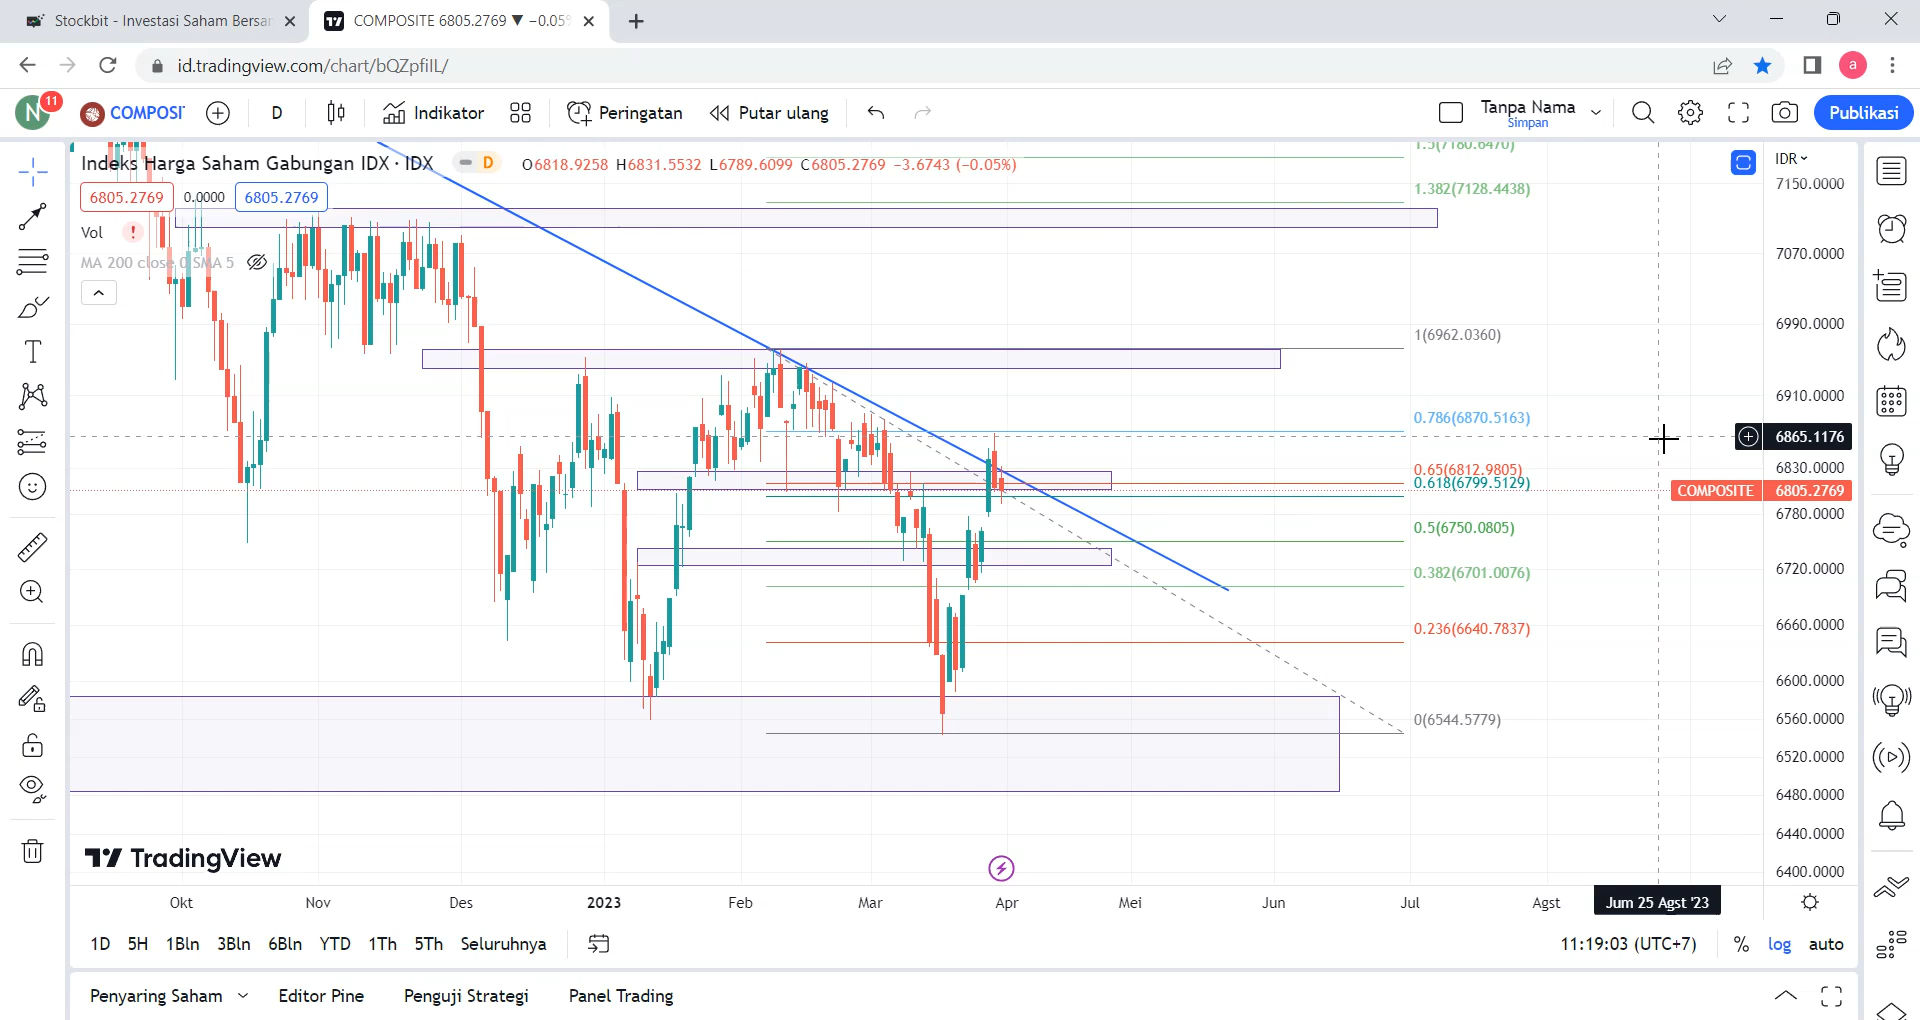 Stockbit - Investasi Saham Bersar
COMPOSITE 6805.2769 ▼ −0.05%
id.tradingview.com/chart/bQZpfiIL/
a
N
11
COMPOSIT
D
Indikator
Peringatan
Putar ulang
Tanpa Nama
Simpan
Publikasi
Indeks Harga Saham Gabungan IDX · IDX
D
O6818.9258 H6831.5532 L6789.6099 C6805.2769 −3.6743 (−0.05%)
6805.2769
0.0000
6805.2769
Vol
!
MA 200 close 0 SMA 5
1.5(7180.6470)
1.382(7128.4438)
1(6962.0360)
0.786(6870.5163)
0.65(6812.9805)
0.618(6799.5129)
0.5(6750.0805)
0.382(6701.0076)
0.236(6640.7837)
0(6544.5779)
IDR
7150.0000
7070.0000
6990.0000
6910.0000
6865.1176
6830.0000
COMPOSITE 6805.2769
6780.0000
6720.0000
6660.0000
6600.0000
6560.0000
6520.0000
6480.0000
6440.0000
6400.0000
TradingView
Okt
Nov
Des
2023
Feb
Mar
Apr
Mei
Jun
Jul
Agst
Jum 25 Agst '23
1D 5H 1Bln 3Bln 6Bln YTD 1Th 5Th Seluruhnya
11:19:03 (UTC+7)
% log auto
Penyaring Saham
Editor Pine
Penguji Strategi
Panel Trading